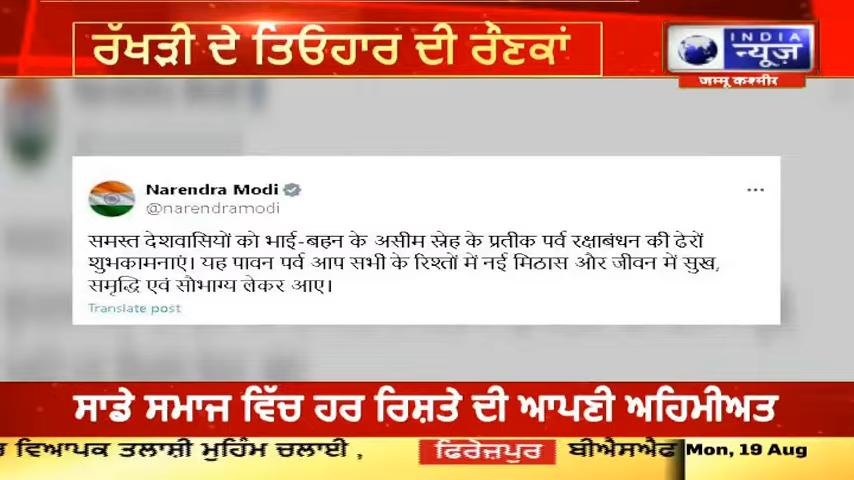 ਰੱਖੜੀ ਦੇ ਤਿਓਹਾਰ ਦੀ ਰੌਣਕਾਂ
INDIA
न्यूज़
जम्मू कश्मीर
Narendra Modi
@narendramodi
समस्त देशवासियों को भाई-बहन के असीम स्नेह के प्रतीक पर्व रक्षाबंधन की ढेरों
शुभकामनाएं। यह पावन पर्व आप सभी के रिश्तों में नई मिठास और जीवन में सुख,
समृद्धि एवं सौभाग्य लेकर आए।
Translate post
ਸਾਡੇ ਸਮਾਜ ਵਿੱਚ ਹਰ ਰਿਸ਼ਤੇ ਦੀ ਆਪਣੀ ਅਹਿਮੀਅਤ
ਵਿਆਪਕ ਤਲਾਸ਼ੀ ਮੁਹਿੰਮ ਚਲਾਈ , ਫਿਰੋਜ਼ਪੁਰ ਬੀਐਸਐਫ Mon, 19 Aug